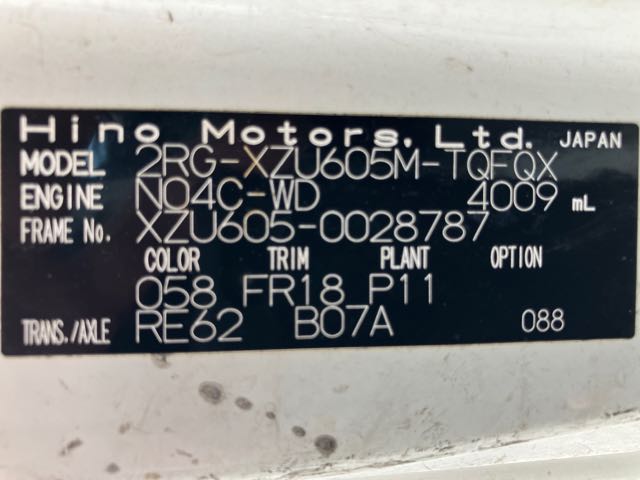 Hino Motors, Ltd. JAPAN
MODEL 2RG-XZU605M-TQFQX
ENGINE N04C-WD 4009 mL
FRAME No. XZU605-0028787
COLOR TRIM PLANT OPTION
058 FR18 P11
TRANS./AXLE RE62 B07A 088